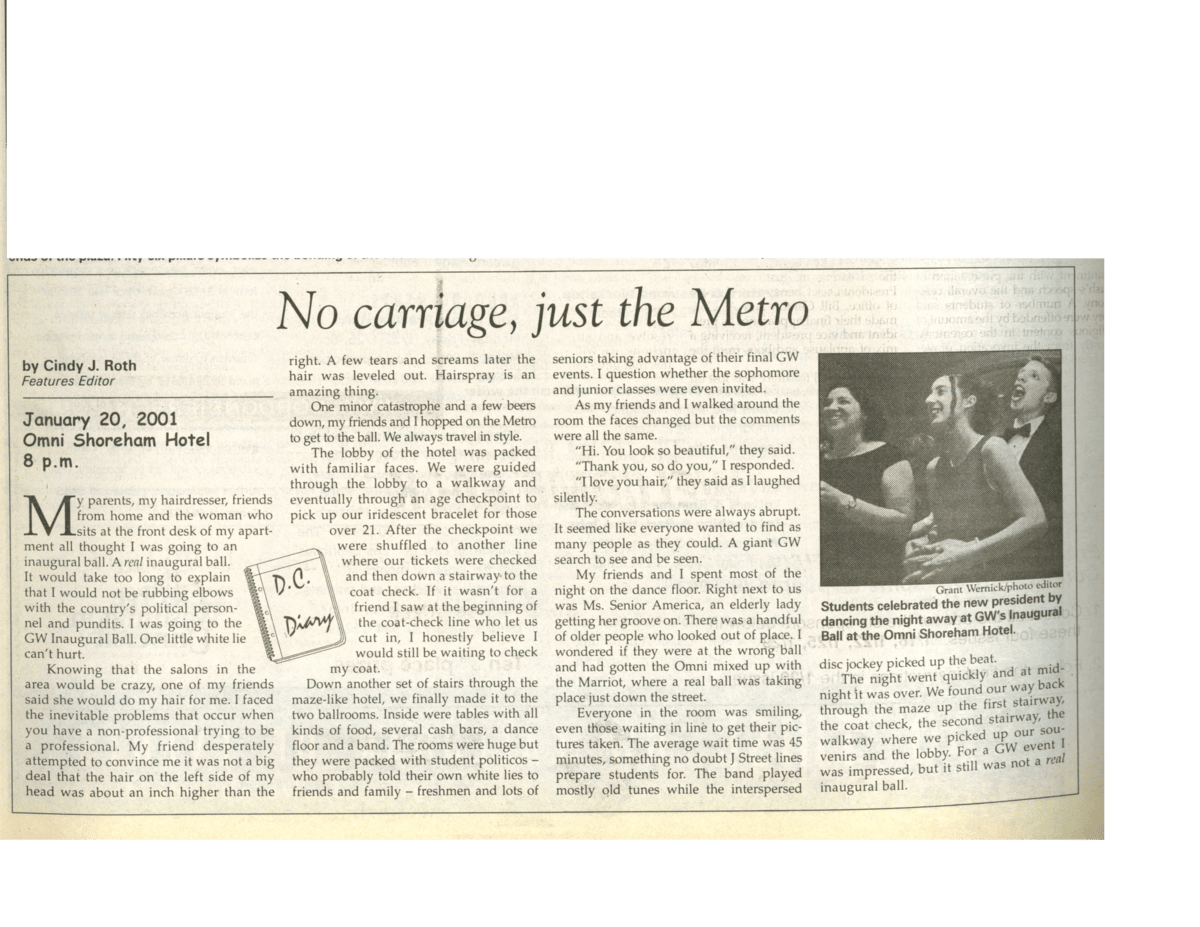 No carriage, just the Metro
by Cindy J. Roth
Features Editor
January 20, 2001
Omni Shoreham Hotel
8 p.m.
My parents, my hairdresser, friends
from home and the woman who
sits at the front desk of my apart-
ment all thought I was going to an
inaugural ball. A real inaugural ball.
It would take too long to explain
that I would not be rubbing elbows
with the country's political person-
nel and pundits. I was going to the
GW Inaugural Ball. One little white lie
can't hurt.
Knowing that the salons in the
area would be crazy, one of my friends
said she would do my hair for me. I faced
the inevitable problems that occur when
you have a non-professional trying to be
a professional. My friend desperately
attempted to convince me it was not a big
deal that the hair on the left side of my
head was about an inch higher than the
right. A few tears and screams later the
hair was leveled out. Hairspray is an
amazing thing.
One minor catastrophe and a few beers
down, my friends and I hopped on the Metro
to get to the ball. We always travel in style.
The lobby of the hotel was packed
with familiar faces. We were guided
through the lobby to a walkway and
eventually through an age checkpoint to
pick up our iridescent bracelet for those
over 21. After the checkpoint we
were shuffled to another line
where our tickets were checked
and then down a stairway to the
coat check. If it wasn't for a
friend I saw at the beginning of
the coat-check line who let us
cut in, I honestly believe I
would still be waiting to check
my coat.
D.C.
Diary
Down another set of stairs through the
maze-like hotel, we finally made it to the
two ballrooms. Inside were tables with all
kinds of food, several cash bars, a dance
floor and a band. The rooms were huge but
they were packed with student politicos –
who probably told their own white lies to
friends and family – freshmen and lots of
seniors taking advantage of their final GW
events. I question whether the sophomore
and junior classes were even invited.
As my friends and I walked around the
room the faces changed but the comments
were all the same.
"Hi. You look so beautiful," they said.
"Thank you, so do you," I responded.
"I love you hair," they said as I laughed
silently.
The conversations were always abrupt.
It seemed like everyone wanted to find as
many people as they could. A giant GW
search to see and be seen.
My friends and I spent most of the
night on the dance floor. Right next to us
was Ms. Senior America, an elderly lady
getting her groove on. There was a handful
of older people who looked out of place. I
wondered if they were at the wrong ball
and had gotten the Omni mixed up with
the Marriot, where a real ball was taking
place just down the street.
Everyone in the room was smiling,
even those waiting in line to get their pic-
tures taken. The average wait time was 45
minutes, something no doubt J Street lines
prepare students for. The band played
mostly old tunes while the interspersed
Grant Wernick/photo editor
Students celebrated the new president by
dancing the night away at GW's Inaugural
Ball at the Omni Shoreham Hotel.
disc jockey picked up the beat.
The night went quickly and at mid-
night it was over. We found our way back
through the maze up the first stairway,
the coat check, the second stairway, the
walkway where we picked up our sou-
venirs and the lobby. For a GW event I
was impressed, but it still was not a real
inaugural ball.